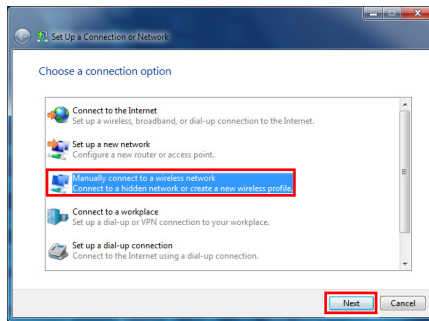 Set Up a Connection or Network
Choose a connection option
Connect to the Internet
Set up a wireless, broadband, or dial-up connection to the Internet.
Set up a new network
Configure a new router or access point.
Manually connect to a wireless network
Connect to a hidden network or create a new wireless profile.
Connect to a workplace
Set up a dial-up or VPN connection to your workplace.
Set up a dial-up connection
Connect to the Internet using a dial-up connection.
Next
Cancel